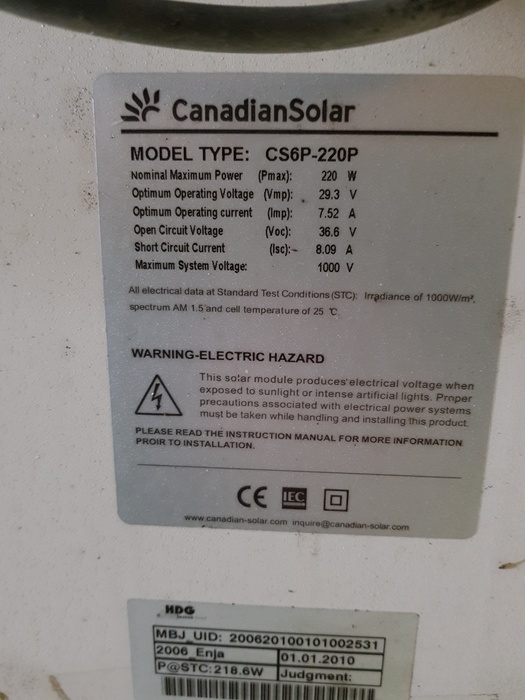 CanadianSolar
MODEL TYPE: CS6P-220P
Nominal Maximum Power (Pmax): 220 W
Optimum Operating Voltage (Vmp): 29.3 V
Optimum Operating current (Imp): 7.52 A
Open Circuit Voltage (Voc): 36.6 V
Short Circuit Current (Isc): 8.09 A
Maximum System Voltage: 1000 V
All electrical data at Standard Test Conditions (STC): Irradiance of 1000W/m²,
spectrum AM 1.5 and cell temperature of 25 ℃
WARNING-ELECTRIC HAZARD
This solar module produces electrical voltage when
exposed to sunlight or intense artificial lights. Proper
precautions associated with electrical power systems
must be taken while handling and installing this product.
PLEASE READ THE INSTRUCTION MANUAL FOR MORE INFORMATION
PROIR TO INSTALLATION.
CE IEC
www.canadian-solar.com inquire@canadian-solar.com
HDG
MBJ_UID: 200620100101002531
2006_Enja 01.01.2010
P@STC:218.6W Judgment: